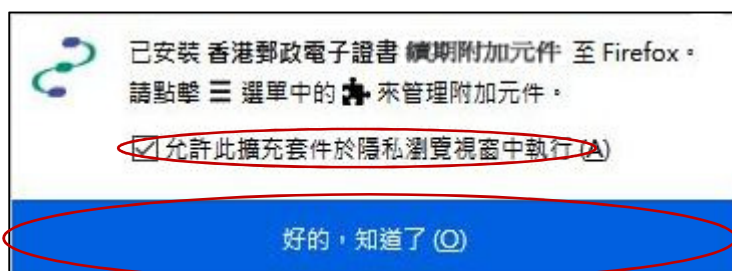 已安裝 香港郵政電子證書 續期附加元件 至 Firefox。
請點擊 ☰ 選單中的 來管理附加元件。
允許此擴充套件於隱私瀏覽視窗中執行 (A)
好的，知道了 (O)